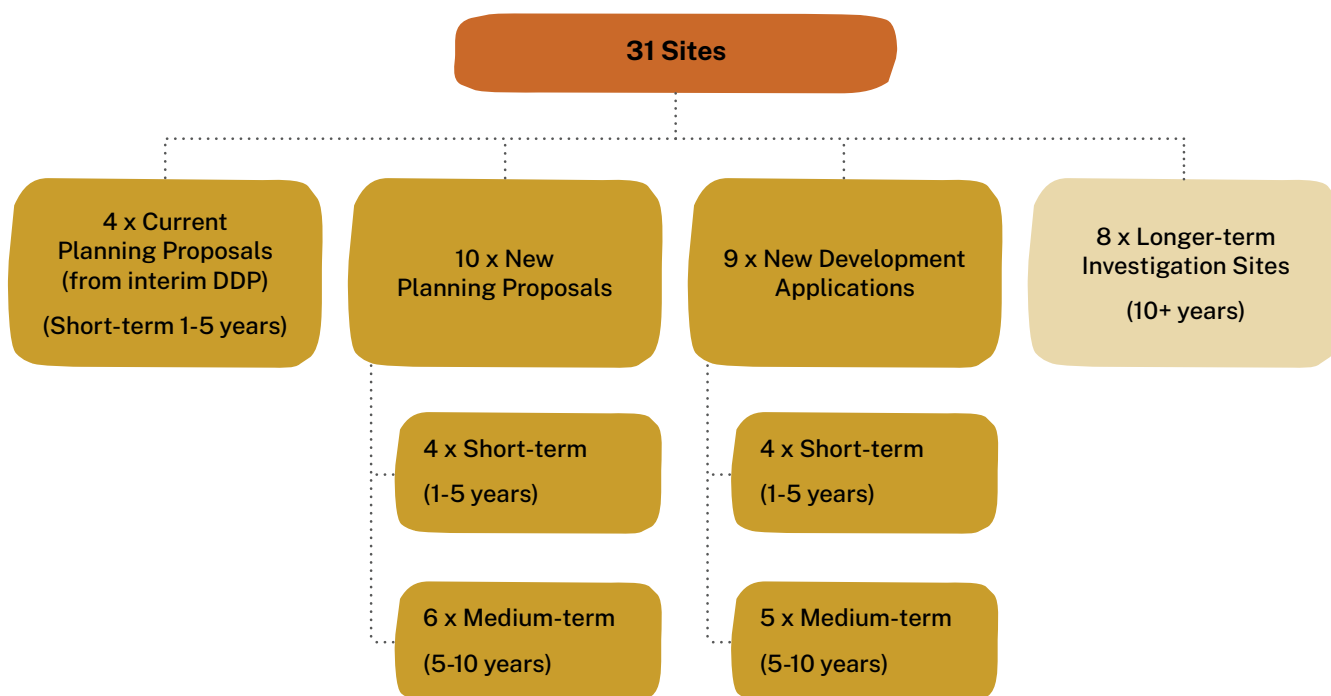 31 Sites
4 x Current
Planning Proposals
(from interim DDP)
(Short-term 1-5 years)
10 x New
Planning Proposals
9 x New Development
Applications
8 x Longer-term
Investigation Sites
(10+ years)
4 x Short-term
(1-5 years)
4 x Short-term
(1-5 years)
6 x Medium-term
(5-10 years)
5 x Medium-term
(5-10 years)